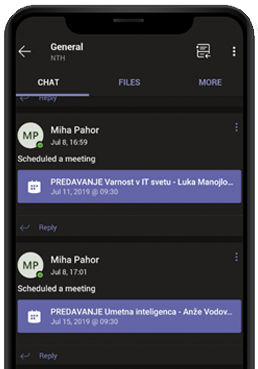 General
NTH
CHAT FILES MORE
Reply
MP Miha Pahor
Jul 8, 16:59
Scheduled a meeting
PREDAVANJE Varnost v IT svetu - Luka Manojlo...
Jul 11, 2019 @ 09:30
Reply
MP Miha Pahor
Jul 8, 17:01
Scheduled a meeting
PREDAVANJE Umetna inteligenca - Anže Vodov...
Jul 15, 2019 @ 09:30
Reply